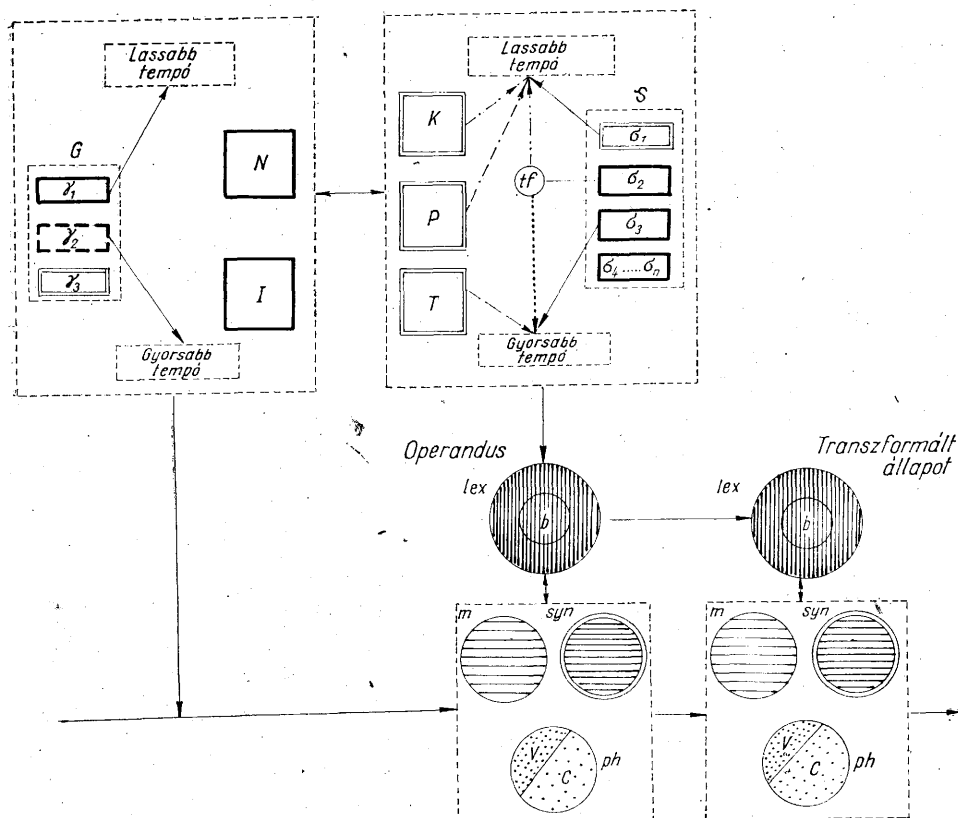 Lassabb
tempó
G
γ₁
γ₂
γ₃
N
I
Gyorsabb
tempó
Lassabb
tempó
K
P
T
tf
S
σ₁
σ₂
σ₃
σ₄.....σₙ
Gyorsabb
tempó
Operandus
Transzformált
állapot
lex
b
lex
b
m
syn
m
syn
V
C
ph
V
C
ph